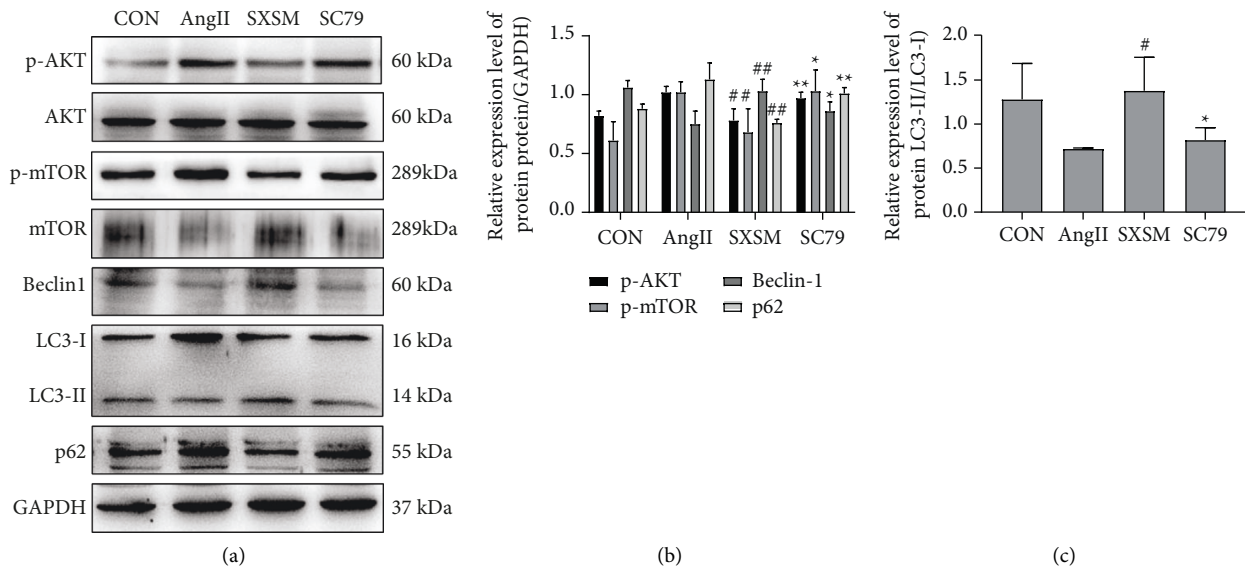 CON AngII SXSM SC79
p-AKT 60 kDa
AKT 60 kDa
p-mTOR 289kDa
mTOR 289kDa
Beclin1 60 kDa
LC3-I 16 kDa
LC3-II 14 kDa
p62 55 kDa
GAPDH 37 kDa
(a)
Relative expression level of
protein protein/GAPDH)
1.5
1.0
0.5
0.0
## ## ## ## ** * * **
CON AngII SXSM SC79
p-AKT Beclin-1
p-mTOR p62
(b)
Relative expression level of
protein LC3-II/LC3-I)
2.0
1.5
1.0
0.5
0.0
# *
CON AngII SXSM SC79
(c)